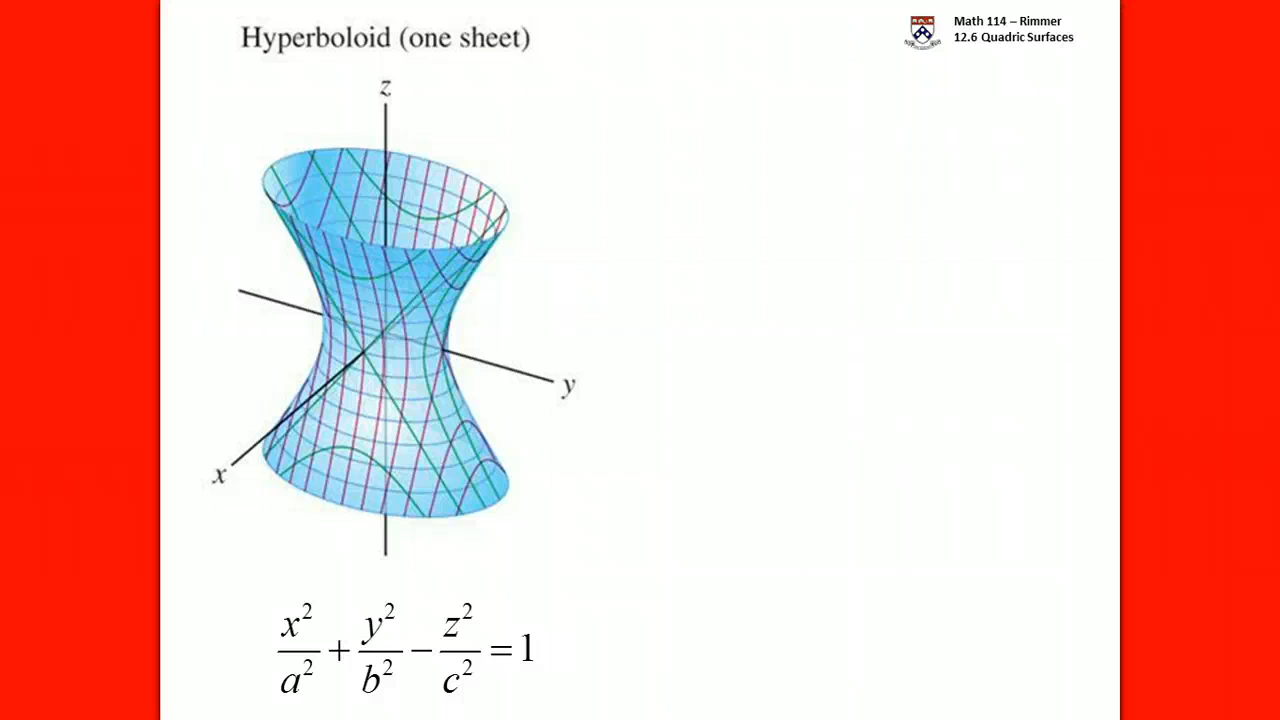 Hyperboloid (one sheet)
Math 114 – Rimmer
12.6 Quadric Surfaces
z
y
x
x²/a² + y²/b² − z²/c² = 1